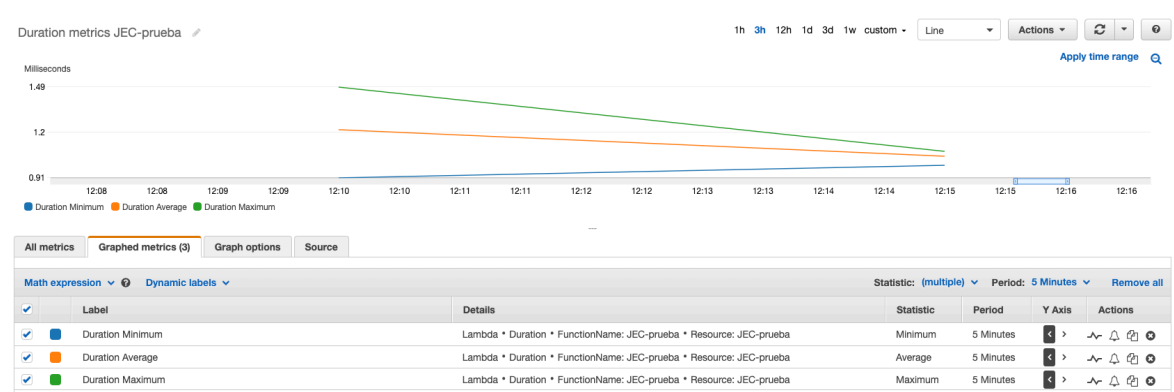 Duration metrics JEC-prueba
1h 3h 12h 1d 3d 1w custom Line Actions
Apply time range
Milliseconds
1.49
1.2
0.91
12:08 12:08 12:09 12:09 12:10 12:10 12:11 12:11 12:12 12:12 12:13 12:13 12:14 12:14 12:15 12:15 12:16 12:16
Duration Minimum Duration Average Duration Maximum
All metrics Graphed metrics (3) Graph options Source
Math expression ? Dynamic labels Statistic: (multiple) Period: 5 Minutes Remove all
Label Details Statistic Period Y Axis Actions
Duration Minimum Lambda • Duration • FunctionName: JEC-prueba • Resource: JEC-prueba Minimum 5 Minutes < >
Duration Average Lambda • Duration • FunctionName: JEC-prueba • Resource: JEC-prueba Average 5 Minutes < >
Duration Maximum Lambda • Duration • FunctionName: JEC-prueba • Resource: JEC-prueba Maximum 5 Minutes < >